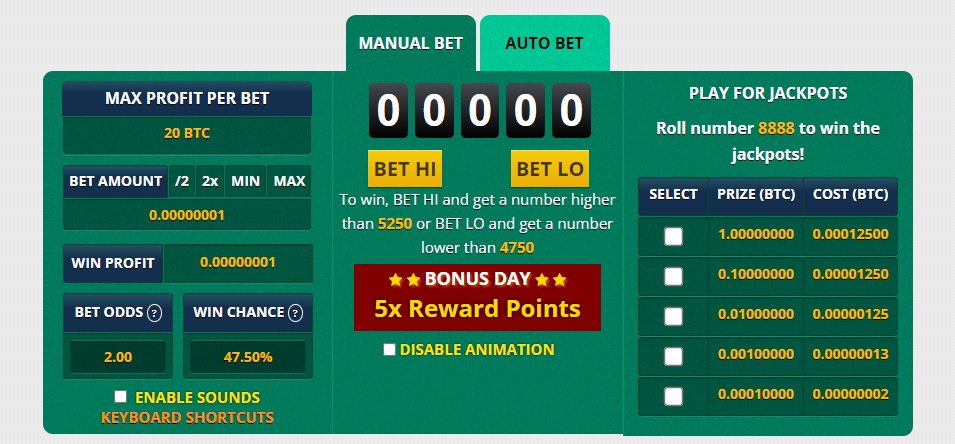 MANUAL BET
AUTO BET
MAX PROFIT PER BET
20 BTC
BET AMOUNT /2 2x MIN MAX
0.00000001
WIN PROFIT 0.00000001
BET ODDS ? WIN CHANCE ?
2.00 47.50%
ENABLE SOUNDS
KEYBOARD SHORTCUTS
0 0 0 0 0
BET HI BET LO
To win, BET HI and get a number higher
than 5250 or BET LO and get a number
lower than 4750
★★ BONUS DAY ★★
5x Reward Points
DISABLE ANIMATION
PLAY FOR JACKPOTS
Roll number 8888 to win the
jackpots!
SELECT PRIZE (BTC) COST (BTC)
1.00000000 0.00012500
0.10000000 0.00001250
0.01000000 0.00000125
0.00100000 0.00000013
0.00010000 0.00000002